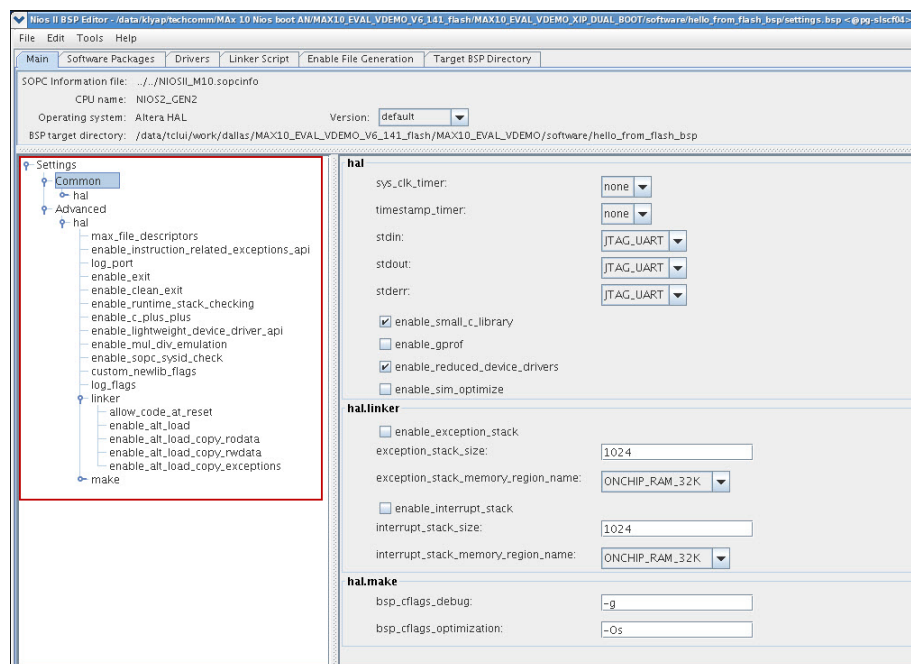 Nios II BSP Editor - /data/klyap/techcomm/MAx 10 Nios boot AN/MAX10_EVAL_VDEMO_V6_141_flash/MAX10_EVAL_VDEMO_XIP_DUAL_BOOT/software/hello_from_flash_bsp/settings.bsp <@pg-slscf04>
File Edit Tools Help
Main Software Packages Drivers Linker Script Enable File Generation Target BSP Directory
SOPC Information file: ../../NIOSII_M10.sopcinfo
CPU name: NIOS2_GEN2
Operating system: Altera HAL Version: default
BSP target directory: /data/tclui/work/dallas/MAX10_EVAL_VDEMO_V6_141_flash/MAX10_EVAL_VDEMO/software/hello_from_flash_bsp
Settings
Common
hal
Advanced
hal
max_file_descriptors
enable_instruction_related_exceptions_api
log_port
enable_exit
enable_clean_exit
enable_runtime_stack_checking
enable_c_plus_plus
enable_lightweight_device_driver_api
enable_mul_div_emulation
enable_sopc_sysid_check
custom_newlib_flags
log_flags
linker
allow_code_at_reset
enable_alt_load
enable_alt_load_copy_rodata
enable_alt_load_copy_rwdata
enable_alt_load_copy_exceptions
make
hal
sys_clk_timer: none
timestamp_timer: none
stdin: JTAG_UART
stdout: JTAG_UART
stderr: JTAG_UART
enable_small_c_library
enable_gprof
enable_reduced_device_drivers
enable_sim_optimize
hal.linker
enable_exception_stack
exception_stack_size: 1024
exception_stack_memory_region_name: ONCHIP_RAM_32K
enable_interrupt_stack
interrupt_stack_size: 1024
interrupt_stack_memory_region_name: ONCHIP_RAM_32K
hal.make
bsp_cflags_debug: -g
bsp_cflags_optimization: -Os